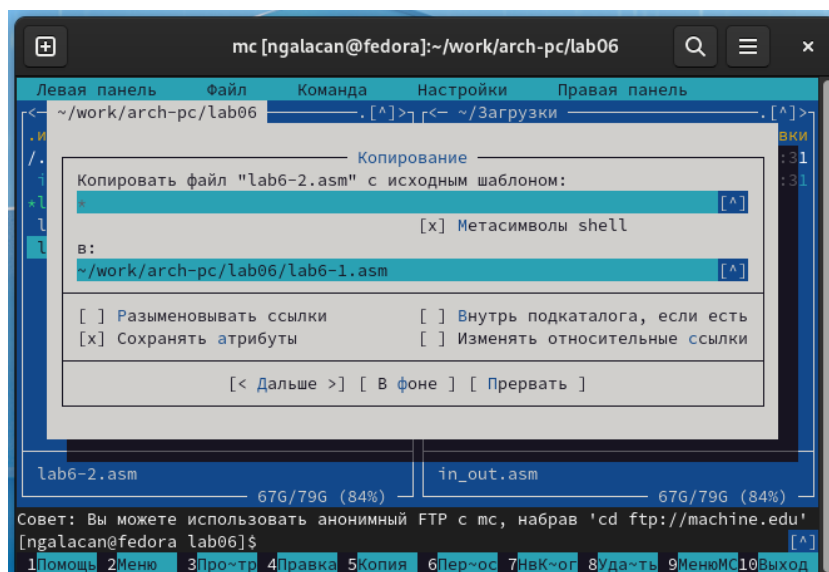 mc [ngalacan@fedora]:~/work/arch-pc/lab06
Левая панель Файл Команда Настройки Правая панель
~/work/arch-pc/lab06 .[^]> <— ~/Загрузки .[^]>
Копирование
Копировать файл "lab6-2.asm" с исходным шаблоном:
* [^]
[x] Метасимволы shell
в:
~/work/arch-pc/lab06/lab6-1.asm [^]
[ ] Разыменовывать ссылки [ ] Внутрь подкаталога, если есть
[x] Сохранять атрибуты [ ] Изменять относительные ссылки
[< Дальше >] [ В фоне ] [ Прервать ]
lab6-2.asm in_out.asm
67G/79G (84%) 67G/79G (84%)
Совет: Вы можете использовать анонимный FTP с mc, набрав 'cd ftp://machine.edu'
[ngalacan@fedora lab06]$ [^]
1Помощь 2Меню 3Про~тр 4Правка 5Копия 6Пер~ос 7НвК~ог 8Уда~ть 9МенюMC 10Выход